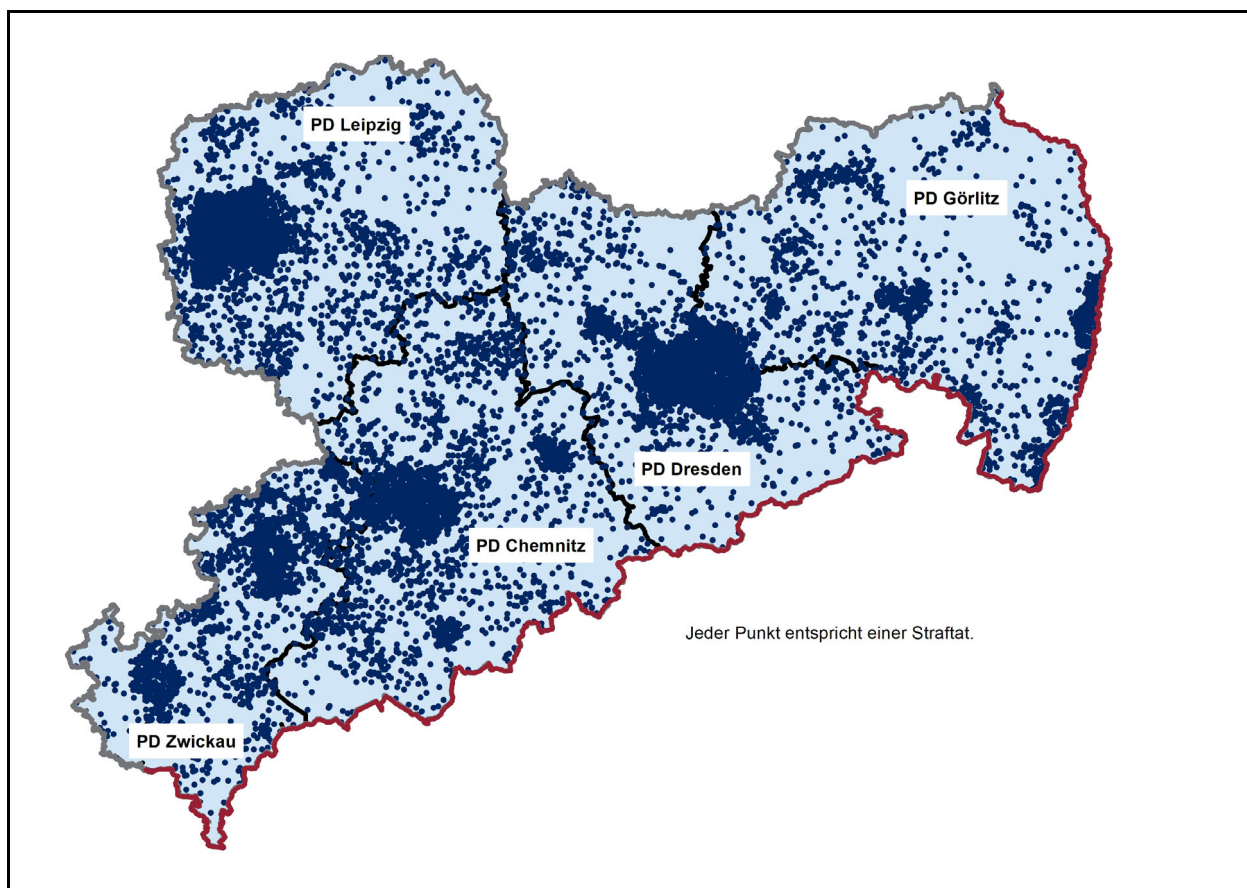 PD Leipzig
PD Görlitz
PD Dresden
PD Chemnitz
Jeder Punkt entspricht einer Straftat.
PD Zwickau